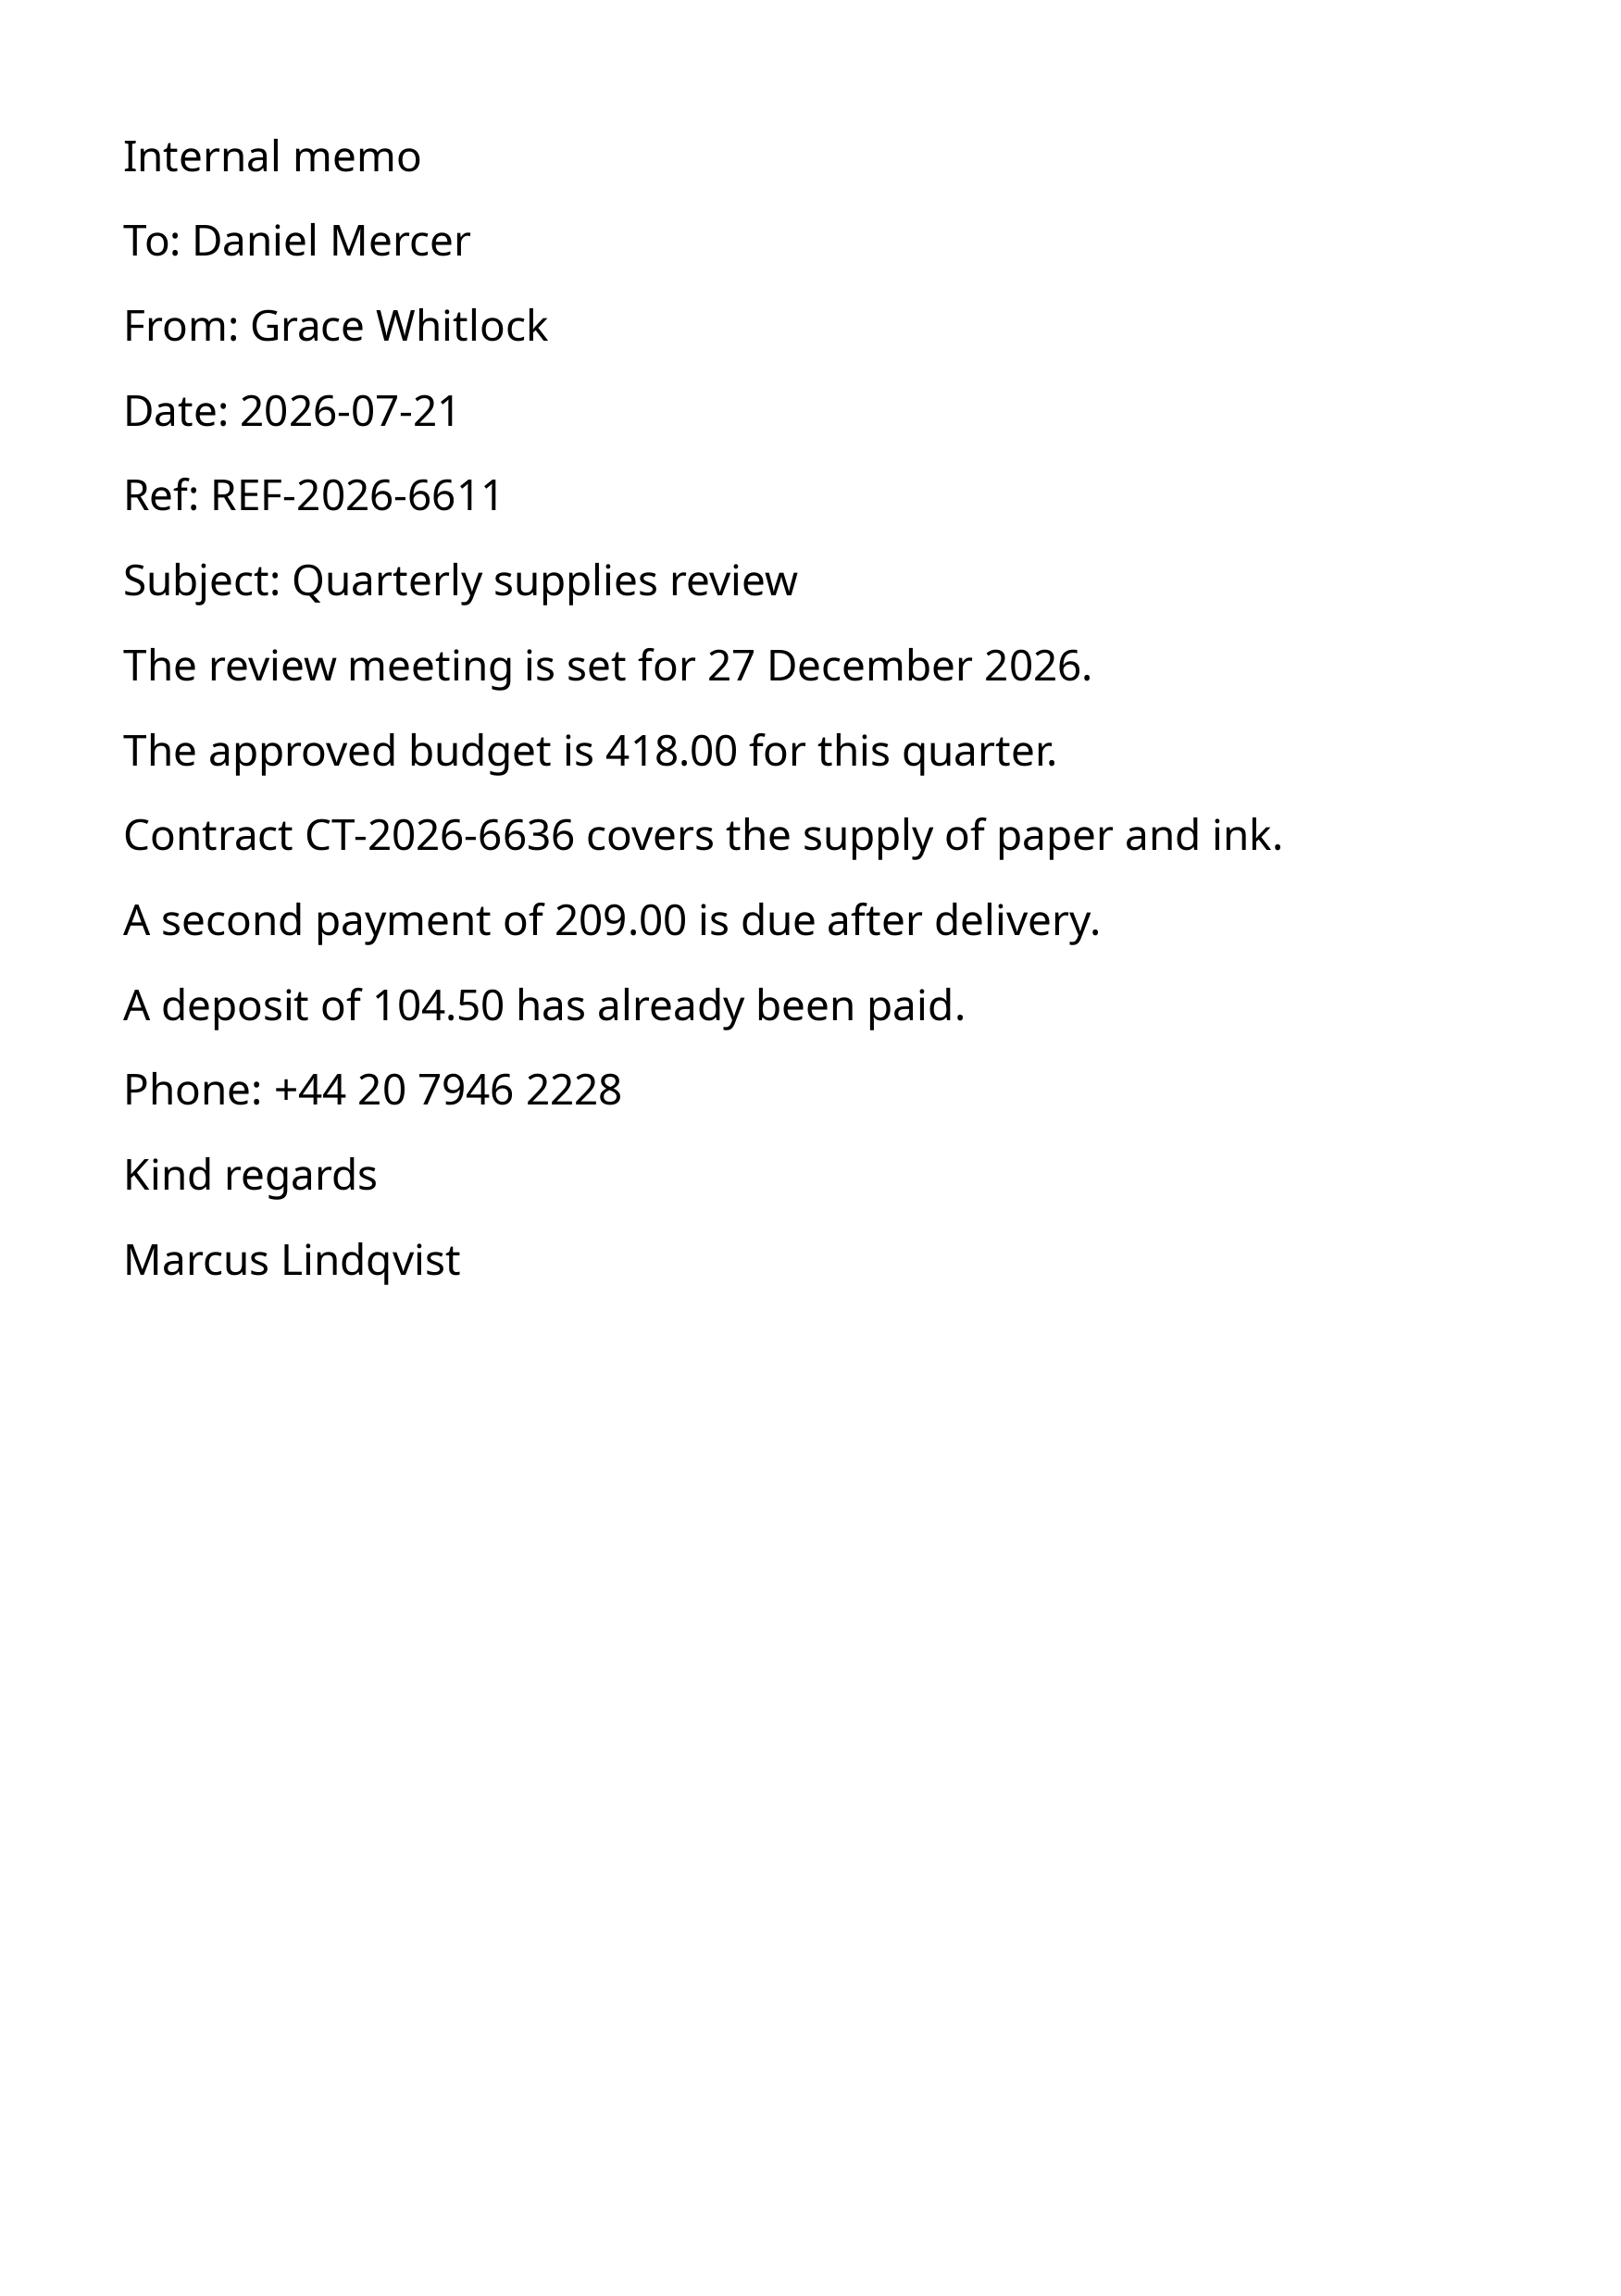 Internal memo
To: Daniel Mercer
From: Grace Whitlock
Date: 2026-07-21
Ref: REF-2026-6611
Subject: Quarterly supplies review
The review meeting is set for 27 December 2026.
The approved budget is 418.00 for this quarter.
Contract CT-2026-6636 covers the supply of paper and ink.
A second payment of 209.00 is due after delivery.
A deposit of 104.50 has already been paid.
Phone: +44 20 7946 2228
Kind regards
Marcus Lindqvist